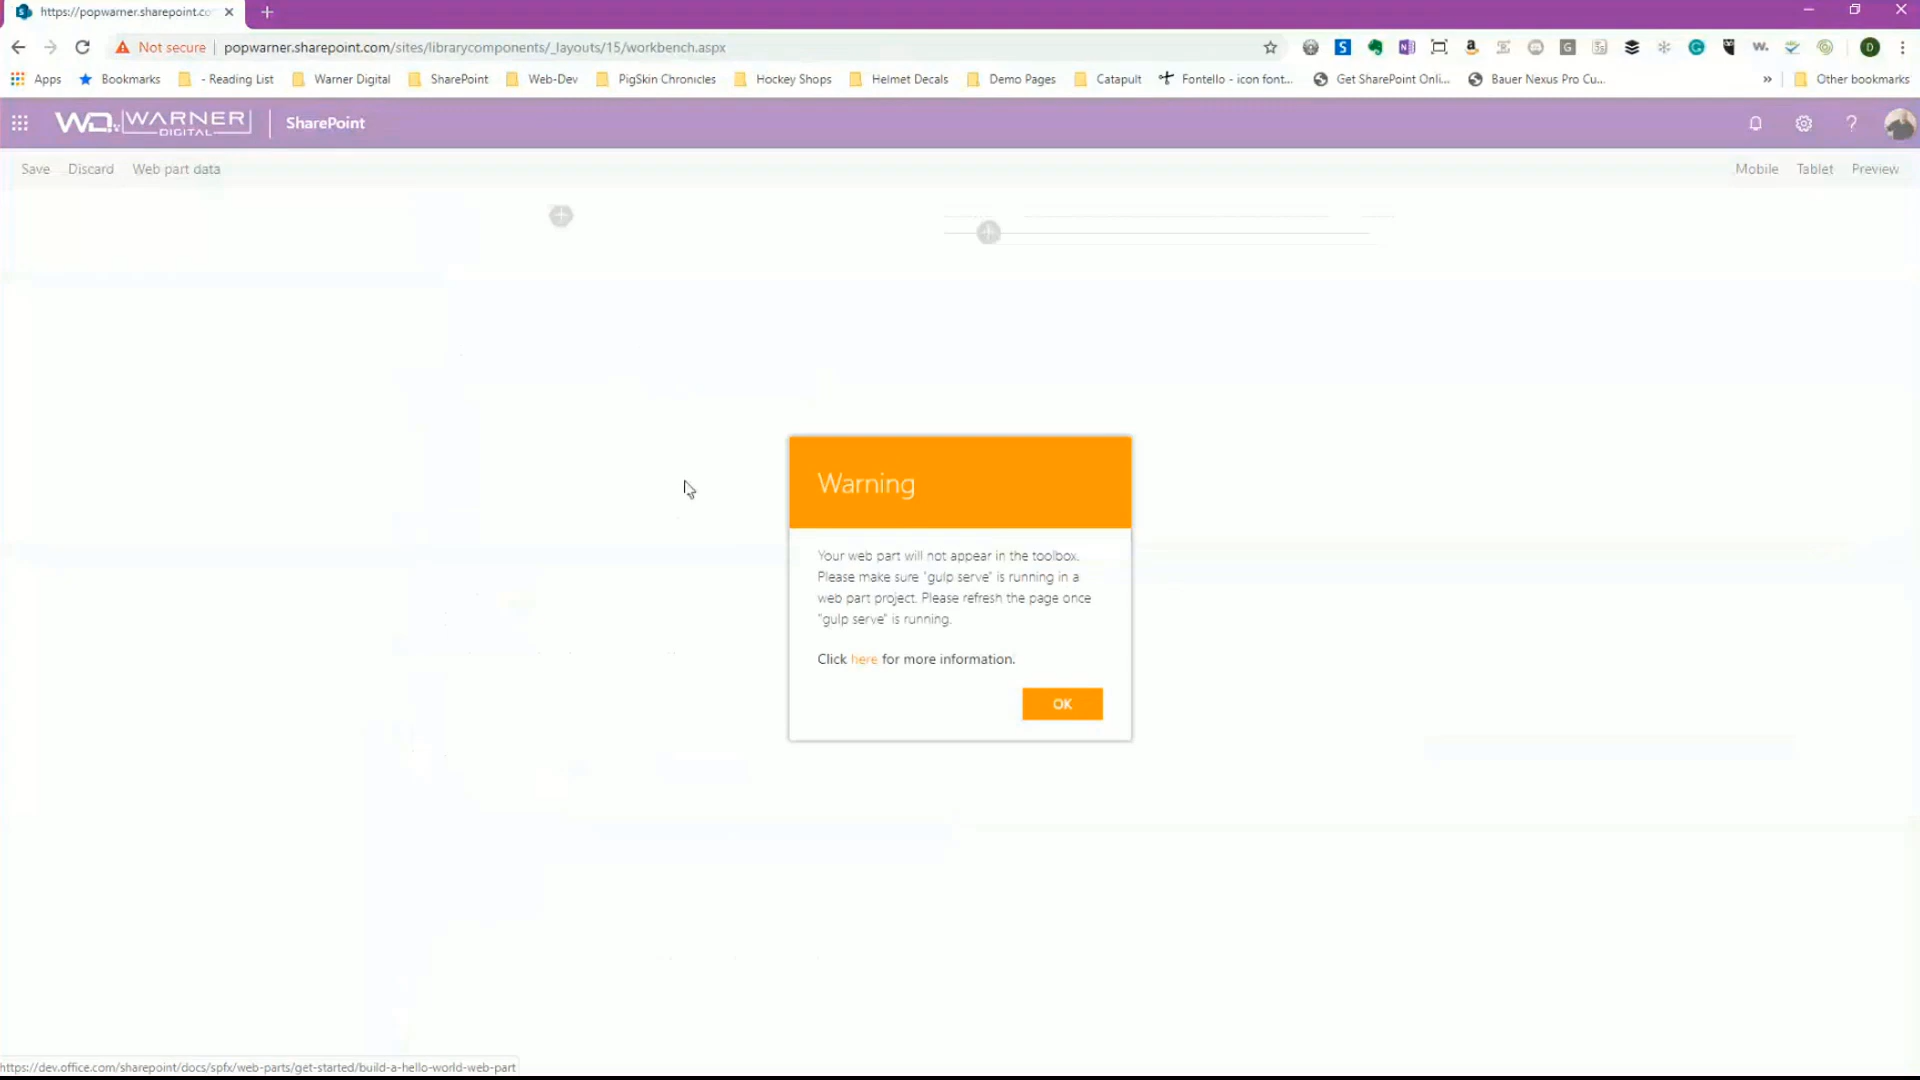 https://popwarner.sharepoint.co
Not secure popwarner.sharepoint.com/sites/librarycomponents/_layouts/15/workbench.aspx
Apps Bookmarks - Reading List Warner Digital SharePoint Web-Dev PigSkin Chronicles Hockey Shops Helmet Decals Demo Pages Catapult Fontello - icon font... Get SharePoint Onli... Bauer Nexus Pro Cu... » Other bookmarks
WD.tv WARNER DIGITAL SharePoint
Save Discard Web part data Mobile Tablet Preview
Warning
Your web part will not appear in the toolbox.
Please make sure "gulp serve" is running in a
web part project. Please refresh the page once
"gulp serve" is running.
Click here for more information.
OK
https://dev.office.com/sharepoint/docs/spfx/web-parts/get-started/build-a-hello-world-web-part